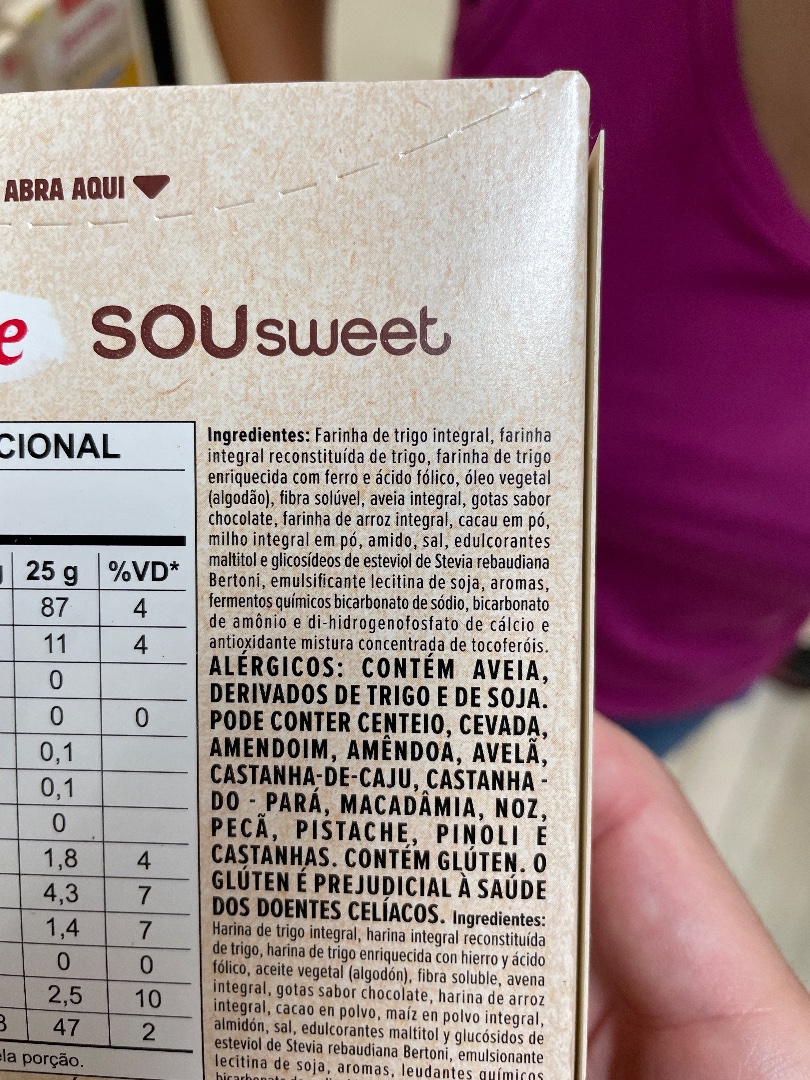 ABRA AQUI
e SOUsweet
CIONAL
25 g %VD*
87 4
11 4
0
0 0
0,1
0,1
0
1,8 4
4,3 7
1,4 7
0 0
2,5 10
47 2
la porção.
Ingredientes: Farinha de trigo integral, farinha
integral reconstituída de trigo, farinha de trigo
enriquecida com ferro e ácido fólico, óleo vegetal
(algodão), fibra solúvel, aveia integral, gotas sabor
chocolate, farinha de arroz integral, cacau em pó,
milho integral em pó, amido, sal, edulcorantes
maltitol e glicosídeos de esteviol de Stevia rebaudiana
Bertoni, emulsificante lecitina de soja, aromas,
fermentos químicos bicarbonato de sódio, bicarbonato
de amônio e di-hidrogenofosfato de cálcio e
antioxidante mistura concentrada de tocoferóis.
ALÉRGICOS: CONTÉM AVEIA,
DERIVADOS DE TRIGO E DE SOJA.
PODE CONTER CENTEIO, CEVADA,
AMENDOIM, AMÊNDOA, AVELÃ,
CASTANHA-DE-CAJU, CASTANHA -
DO - PARÁ, MACADÂMIA, NOZ,
PECÃ, PISTACHE, PINOLI E
CASTANHAS. CONTÉM GLÚTEN. O
GLÚTEN É PREJUDICIAL À SAÚDE
DOS DOENTES CELÍACOS. Ingredientes:
Harina de trigo integral, harina integral reconstituída
de trigo, harina de trigo enriquecida con hierro y ácido
fólico, aceite vegetal (algodón), fibra soluble, avena
integral, gotas sabor chocolate, harina de arroz
integral, cacao en polvo, maíz en polvo integral,
almidón, sal, edulcorantes maltitol y glucósidos de
esteviol de Stevia rebaudiana Bertoni, emulsionante
lecitina de soja, aromas, leudantes químicos